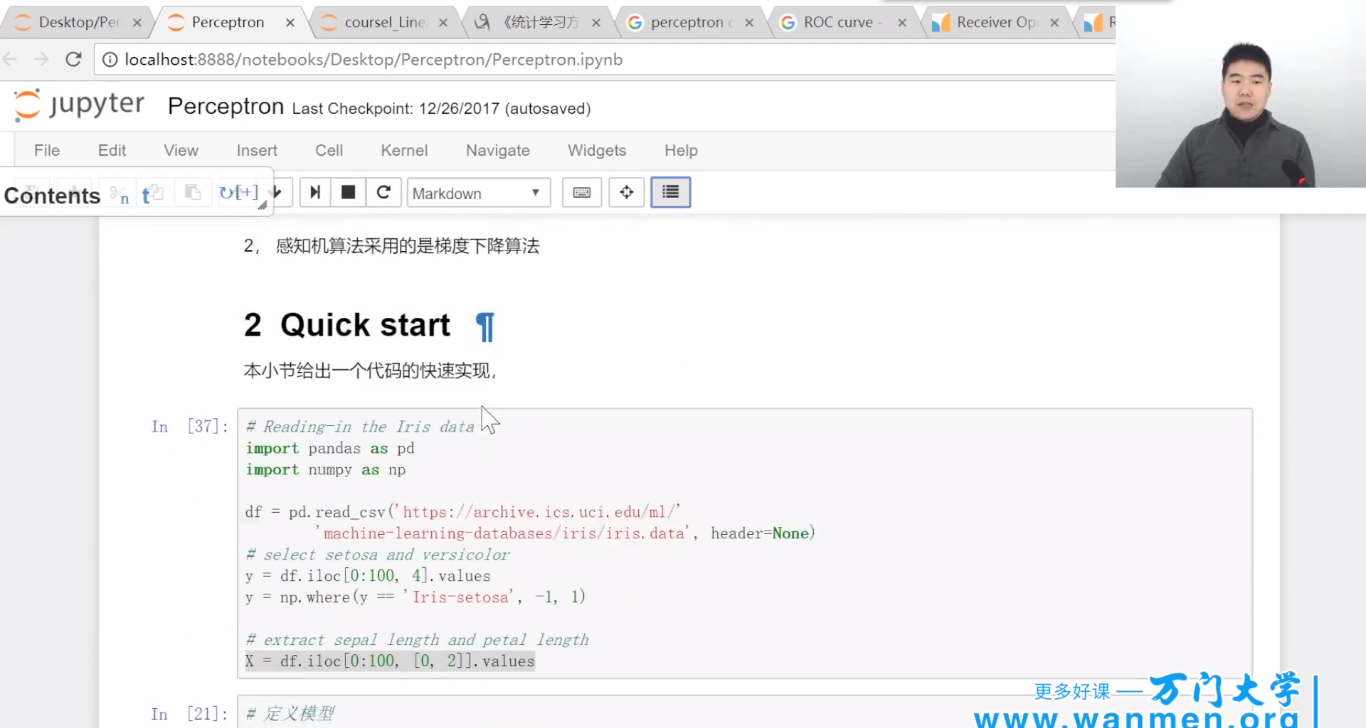 Desktop/Per
Perceptron
coursel_Line
《统计学习方
perceptron
ROC curve -
Receiver Op
localhost:8888/notebooks/Desktop/Perceptron/Perceptron.ipynb
jupyter Perceptron Last Checkpoint: 12/26/2017 (autosaved)
File Edit View Insert Cell Kernel Navigate Widgets Help
Contents n t [+] Markdown
2， 感知机算法采用的是梯度下降算法
2 Quick start ¶
本小节给出一个代码的快速实现，
In [37]: # Reading-in the Iris data
import pandas as pd
import numpy as np
df = pd.read_csv('https://archive.ics.uci.edu/ml/'
'machine-learning-databases/iris/iris.data', header=None)
# select setosa and versicolor
y = df.iloc[0:100, 4].values
y = np.where(y == 'Iris-setosa', -1, 1)
# extract sepal length and petal length
X = df.iloc[0:100, [0, 2]].values
In [21]: # 定义模型
更多好课 — 万门大学
www.wanmen.org